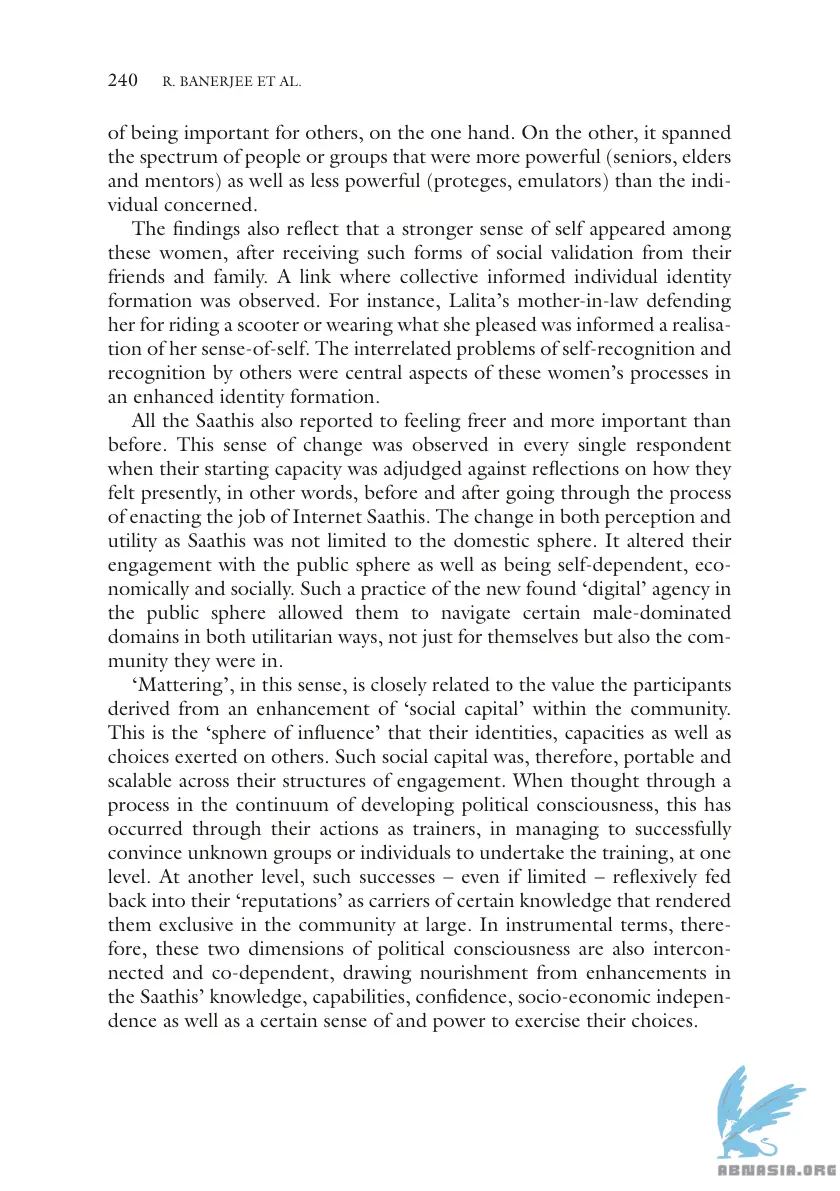 240 R. BANERJEE ET AL.
of being important for others, on the one hand. On the other, it spanned
the spectrum of people or groups that were more powerful (seniors, elders
and mentors) as well as less powerful (proteges, emulators) than the indi-
vidual concerned.
The findings also reflect that a stronger sense of self appeared among
these women, after receiving such forms of social validation from their
friends and family. A link where collective informed individual identity
formation was observed. For instance, Lalita’s mother-in-law defending
her for riding a scooter or wearing what she pleased was informed a realisa-
tion of her sense-of-self. The interrelated problems of self-recognition and
recognition by others were central aspects of these women’s processes in
an enhanced identity formation.
All the Saathis also reported to feeling freer and more important than
before. This sense of change was observed in every single respondent
when their starting capacity was adjudged against reflections on how they
felt presently, in other words, before and after going through the process
of enacting the job of Internet Saathis. The change in both perception and
utility as Saathis was not limited to the domestic sphere. It altered their
engagement with the public sphere as well as being self-dependent, eco-
nomically and socially. Such a practice of the new found ‘digital’ agency in
the public sphere allowed them to navigate certain male-dominated
domains in both utilitarian ways, not just for themselves but also the com-
munity they were in.
‘Mattering’, in this sense, is closely related to the value the participants
derived from an enhancement of ‘social capital’ within the community.
This is the ‘sphere of influence’ that their identities, capacities as well as
choices exerted on others. Such social capital was, therefore, portable and
scalable across their structures of engagement. When thought through a
process in the continuum of developing political consciousness, this has
occurred through their actions as trainers, in managing to successfully
convince unknown groups or individuals to undertake the training, at one
level. At another level, such successes – even if limited – reflexively fed
back into their ‘reputations’ as carriers of certain knowledge that rendered
them exclusive in the community at large. In instrumental terms, there-
fore, these two dimensions of political consciousness are also intercon-
nected and co-dependent, drawing nourishment from enhancements in
the Saathis’ knowledge, capabilities, confidence, socio-economic indepen-
dence as well as a certain sense of and power to exercise their choices.
ABNASIA.ORG